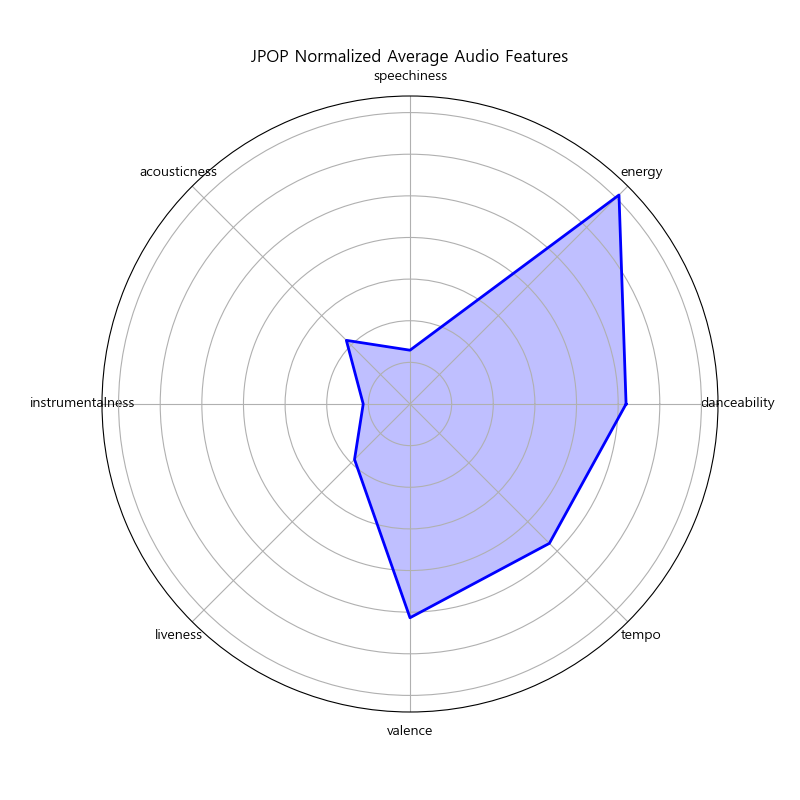 JPOP Normalized Average Audio Features
speechiness
acousticness
energy
instrumentalness
danceability
liveness
tempo
valence